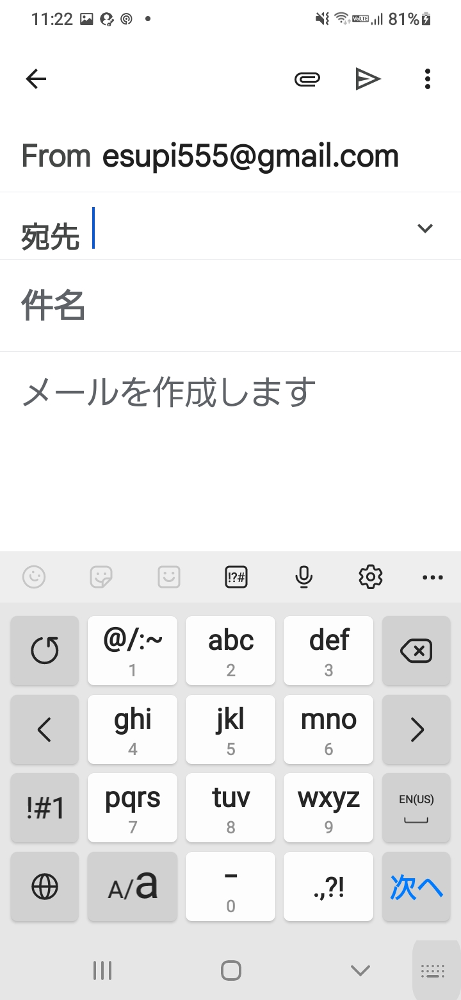 11:22 VoLTE 81%
From esupi555@gmail.com
宛先
件名
メールを作成します
!?#
@/:~ abc def
1 2 3
ghi jkl mno
4 5 6
!#1 pqrs tuv wxyz EN(US)
7 8 9
A/a - .,?! 次へ
0